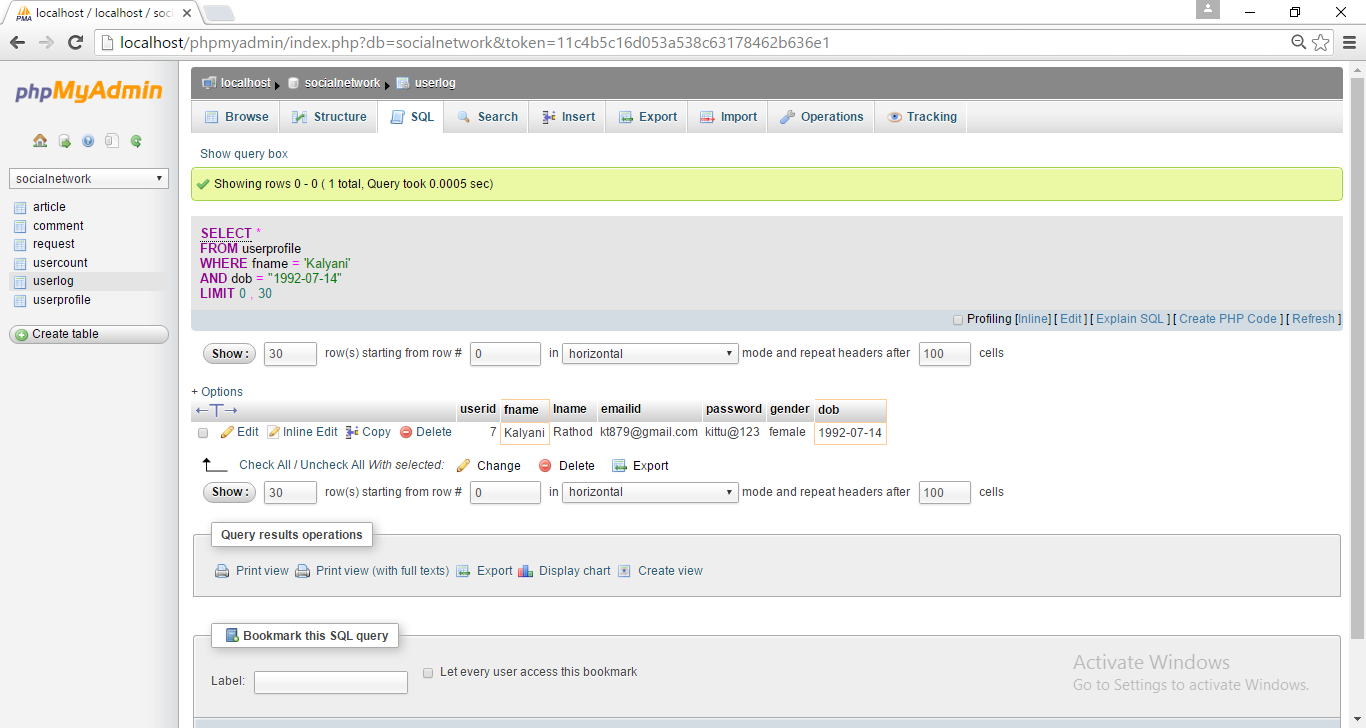 PMA localhost / localhost / soc
localhost/phpmyadmin/index.php?db=socialnetwork&token=11c4b5c16d053a538c63178462b636e1
phpMyAdmin
socialnetwork
article
comment
request
usercount
userlog
userprofile
Create table
localhost socialnetwork userlog
Browse Structure SQL Search Insert Export Import Operations Tracking
Show query box
Showing rows 0 - 0 ( 1 total, Query took 0.0005 sec)
SELECT *
FROM userprofile
WHERE fname = 'Kalyani'
AND dob = "1992-07-14"
LIMIT 0 , 30
Profiling [Inline] [ Edit ] [ Explain SQL ] [ Create PHP Code ] [ Refresh ]
Show : 30 row(s) starting from row # 0 in horizontal mode and repeat headers after 100 cells
+ Options
←T→ userid fname lname emailid password gender dob
Edit Inline Edit Copy Delete 7 Kalyani Rathod kt879@gmail.com kittu@123 female 1992-07-14
Check All / Uncheck All With selected: Change Delete Export
Show : 30 row(s) starting from row # 0 in horizontal mode and repeat headers after 100 cells
Query results operations
Print view Print view (with full texts) Export Display chart Create view
Bookmark this SQL query
Label: Let every user access this bookmark
Activate Windows
Go to Settings to activate Windows.